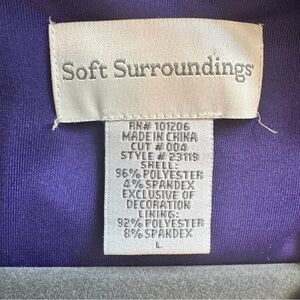 Soft Surroundings
RN# 101206
MADE IN CHINA
CUT # 004
STYLE # 23119
SHELL:
96% POLYESTER
4% SPANDEX
EXCLUSIVE OF
DECORATION
LINING:
92% POLYESTER
8% SPANDEX
L